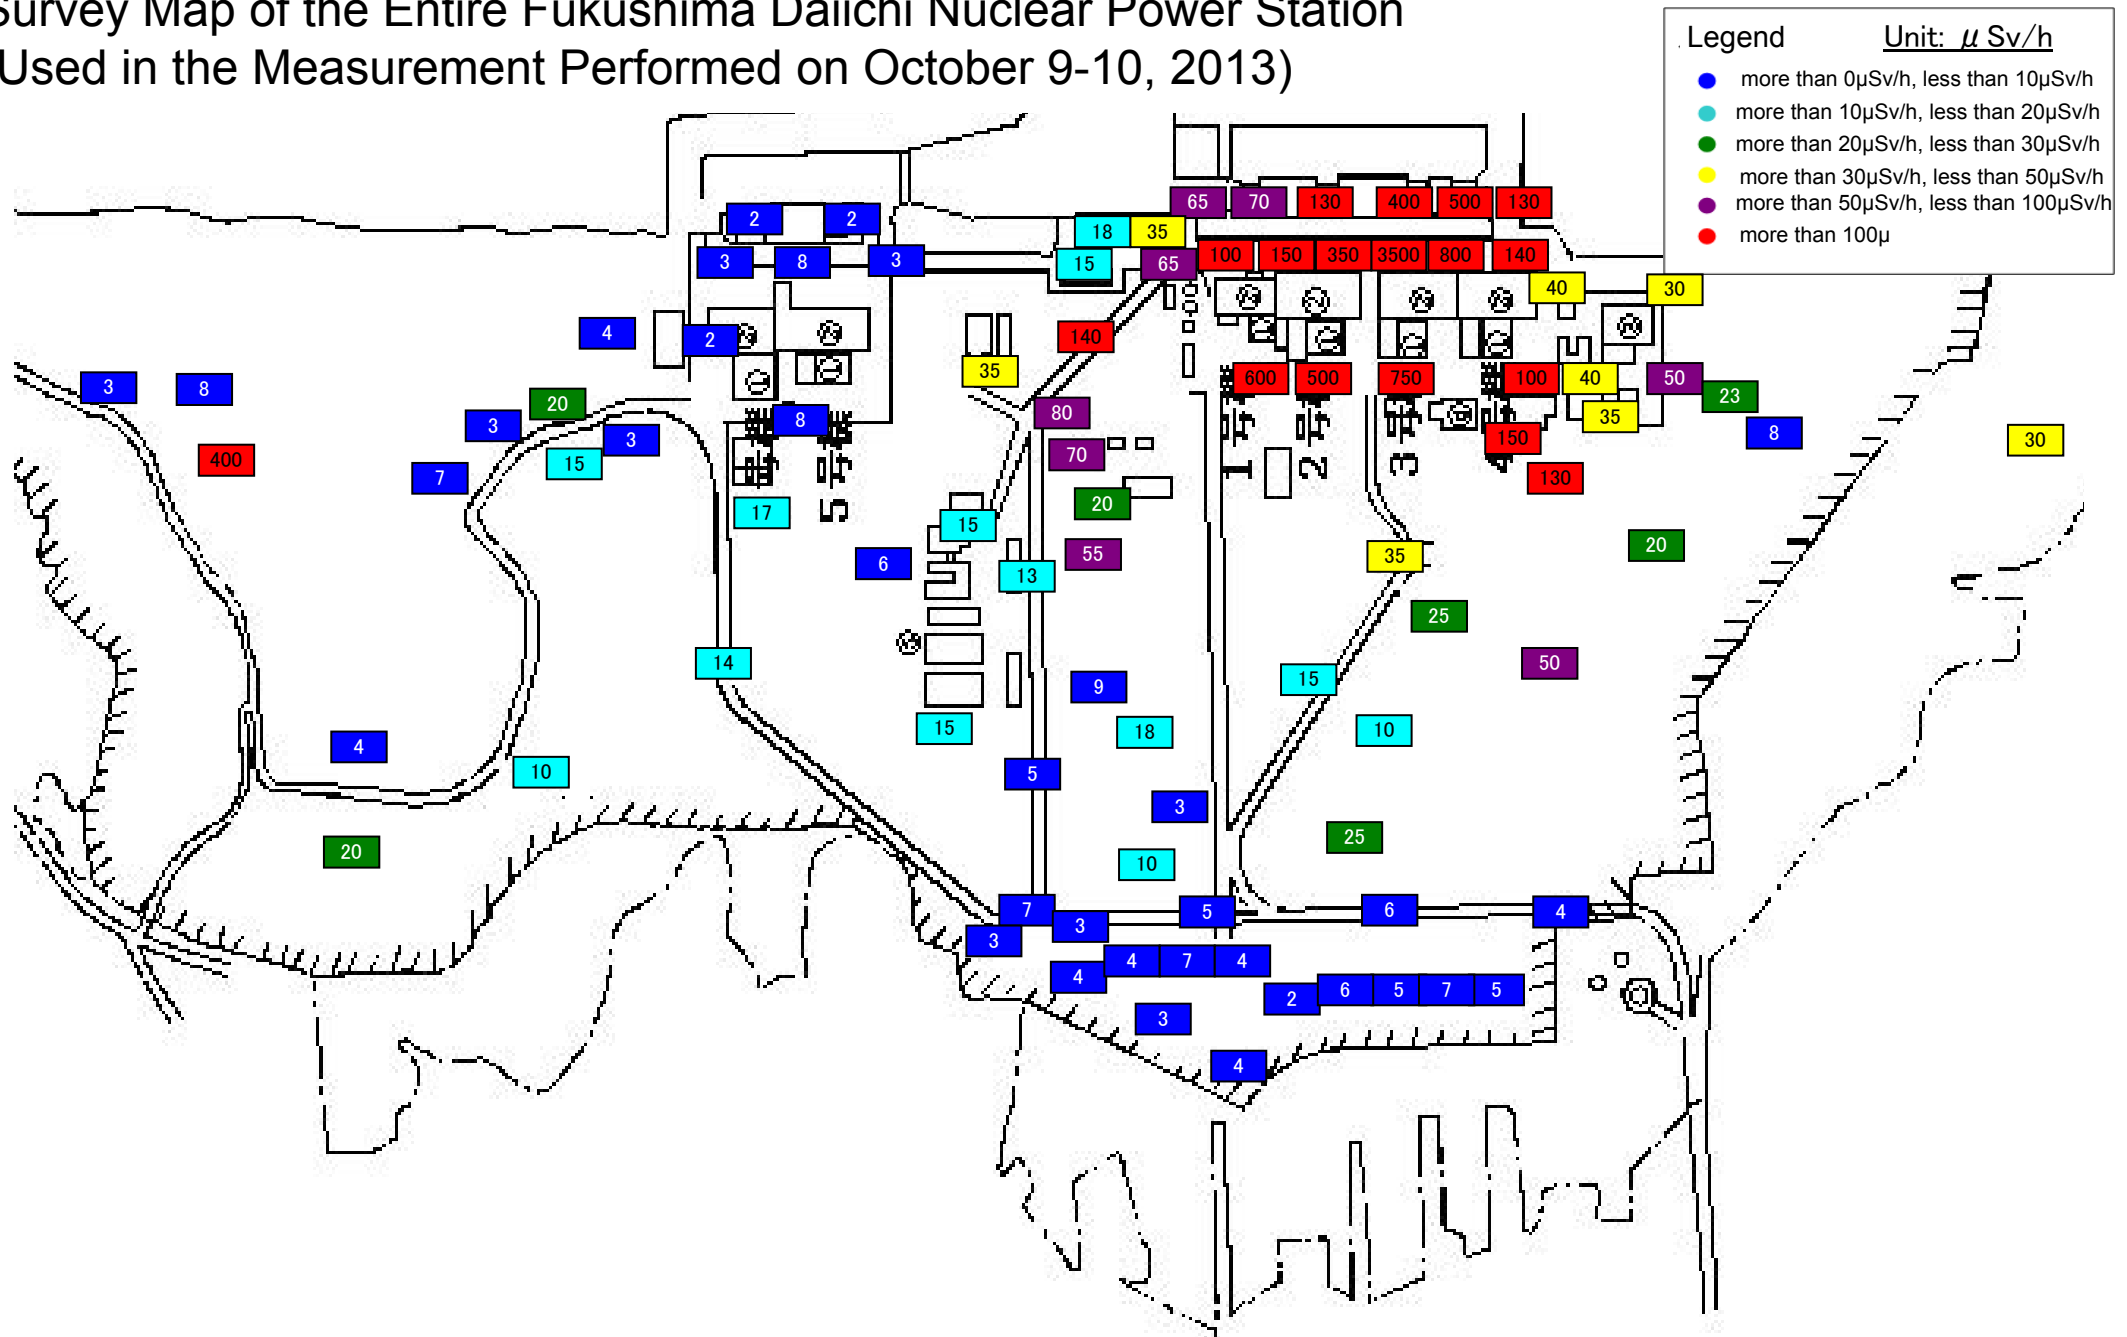 Survey Map of the Entire Fukushima Daiichi Nuclear Power Station
Used in the Measurement Performed on October 9-10, 2013)
Legend Unit: μ Sv/h
more than 0μSv/h, less than 10μSv/h
more than 10μSv/h, less than 20μSv/h
more than 20μSv/h, less than 30μSv/h
more than 30μSv/h, less than 50μSv/h
more than 50μSv/h, less than 100μSv/h
more than 100μ
65 70 130 400 500 130
2 2 18 35
3 8 3 15 65 100 150 350 3500 800 140
40 30
4 2 140
3 8 35 600 500 750 100 40 50 23
20 80 35
3 3 8 8 30
400 15 7 70 150 130
17 15 20
6 13 55 35 20
25
14 50
9 15
15 18 10
4 10 5
3
20 10 25
7 3 5 6 4
3 4 7 4
4 2 6 5 7 5
3
4
1
2
3
4
5